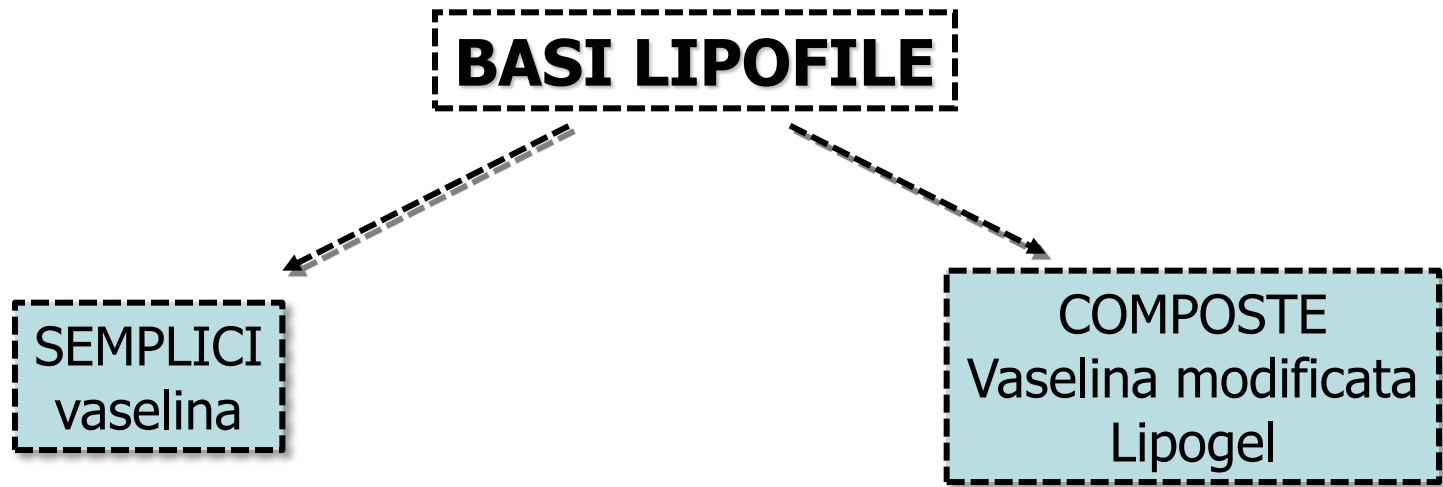 BASI LIPOFILE
SEMPLICI
vaselina
COMPOSTE
Vaselina modificata
Lipogel